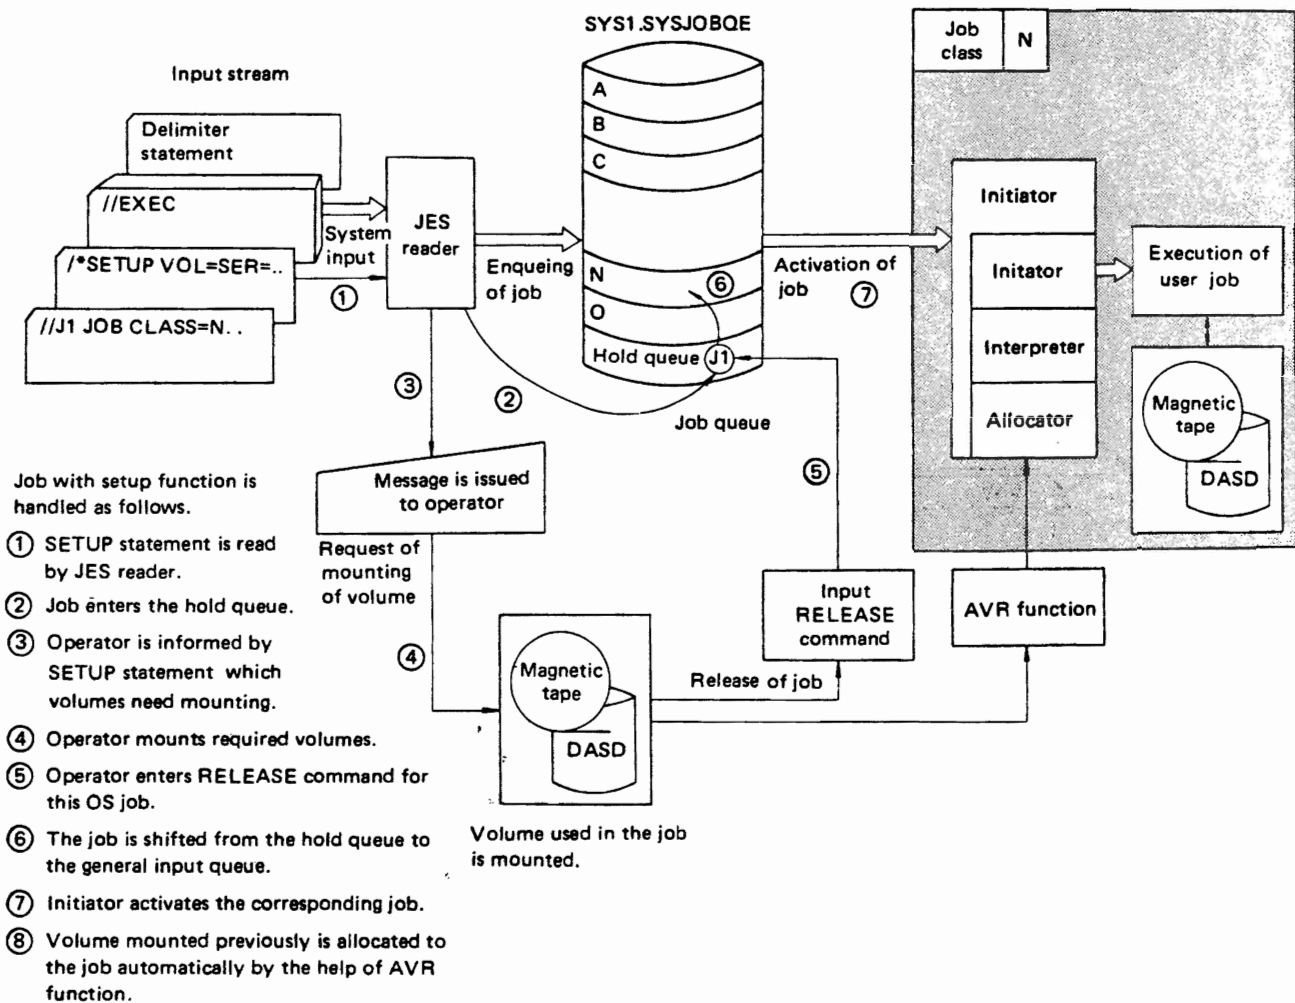 SYS1.SYSJOBQE
Job
class
N
Input stream
Delimiter
statement
//EXEC
/*SETUP VOL=SER=..
//J1 JOB CLASS=N..
System
input
①
JES
reader
Enqueing
of job
A
B
C
N
⑥
O
Hold queue
J1
Job queue
Activation of
job
⑦
Initiator
Initator
Interpreter
Allocator
Execution of
user job
Magnetic
tape
DASD
③
②
⑤
Message is issued
to operator
Request of
mounting
of volume
④
Magnetic
tape
DASD
Volume used in the job
is mounted.
Release of job
Input
RELEASE
command
AVR function
Job with setup function is
handled as follows.
① SETUP statement is read
by JES reader.
② Job enters the hold queue.
③ Operator is informed by
SETUP statement which
volumes need mounting.
④ Operator mounts required volumes.
⑤ Operator enters RELEASE command for
this OS job.
⑥ The job is shifted from the hold queue to
the general input queue.
⑦ Initiator activates the corresponding job.
⑧ Volume mounted previously is allocated to
the job automatically by the help of AVR
function.